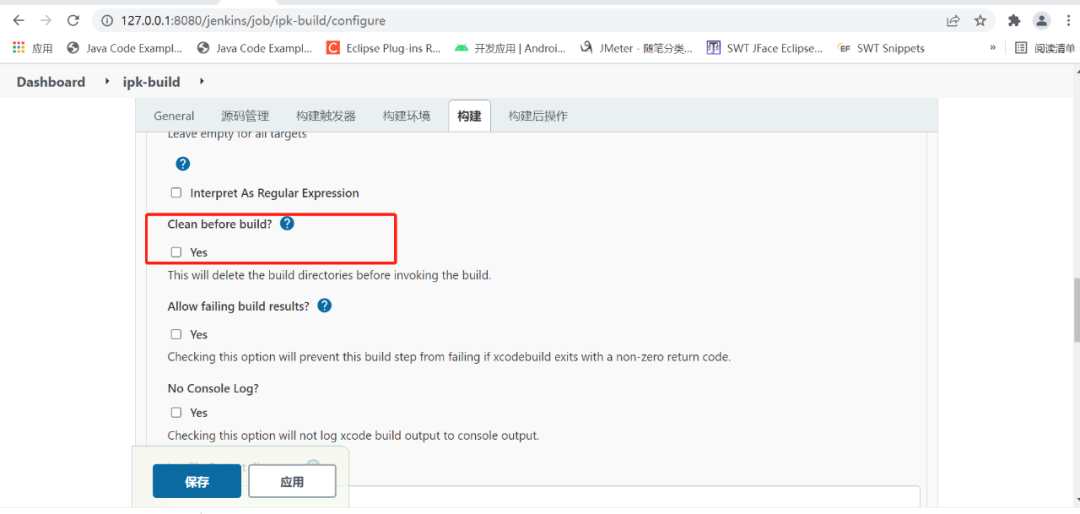 127.0.0.1:8080/jenkins/job/ipk-build/configure
应用 Java Code Exampl... Java Code Exampl... Eclipse Plug-ins R... 开发应用 | Androi... JMeter - 随笔分类... SWT JFace Eclipse... SWT Snippets » 阅读清单
Dashboard ipk-build
General 源码管理 构建触发器 构建环境 构建 构建后操作
Leave empty for all targets
Interpret As Regular Expression
Clean before build?
Yes
This will delete the build directories before invoking the build.
Allow failing build results?
Yes
Checking this option will prevent this build step from failing if xcodebuild exits with a non-zero return code.
No Console Log?
Yes
Checking this option will not log xcode build output to console output.
保存 应用